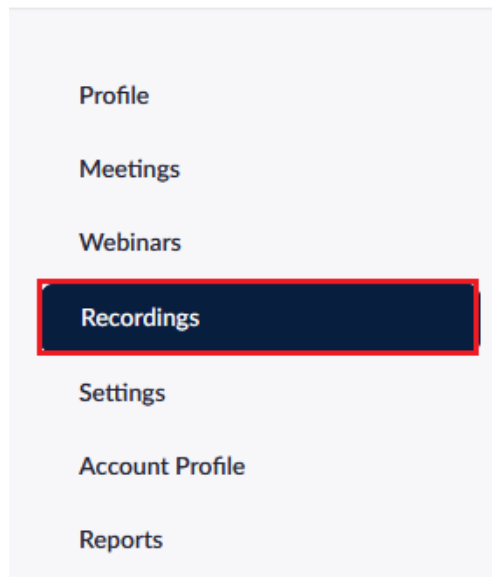 Profile
Meetings
Webinars
Recordings
Settings
Account Profile
Reports